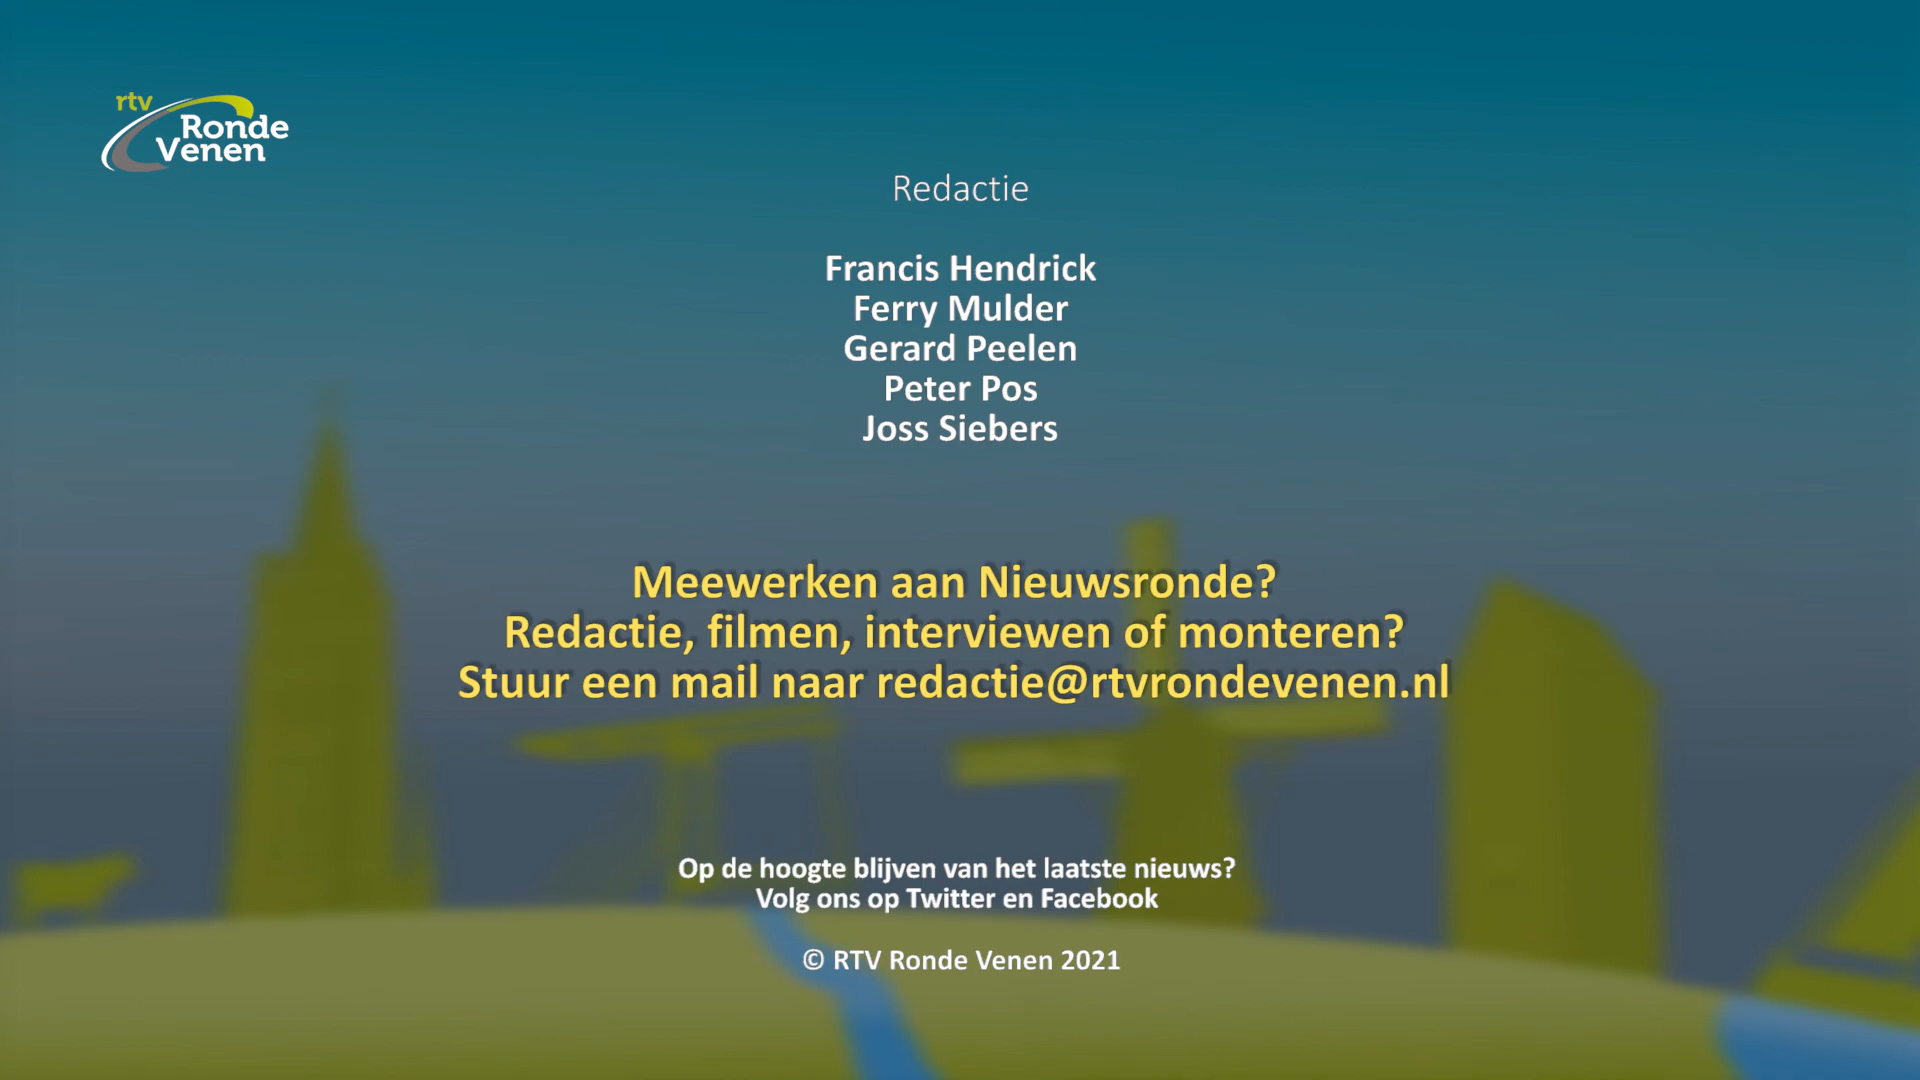 rtv
Ronde
Venen
Redactie
Francis Hendrick
Ferry Mulder
Gerard Peelen
Peter Pos
Joss Siebers
Meewerken aan Nieuwsronde?
Redactie, filmen, interviewen of monteren?
Stuur een mail naar redactie@rtvrondevenen.nl
Op de hoogte blijven van het laatste nieuws?
Volg ons op Twitter en Facebook
© RTV Ronde Venen 2021